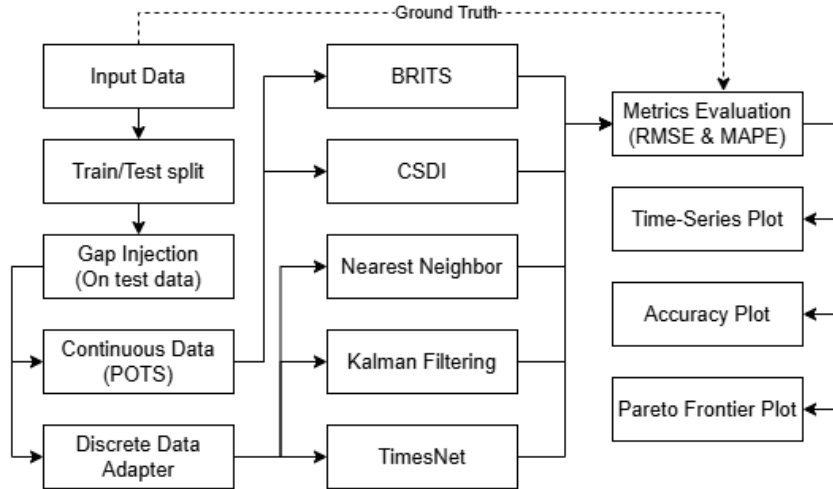 Ground Truth
Input Data
Train/Test split
Gap Injection
(On test data)
Continuous Data
(POTS)
Discrete Data
Adapter
BRITS
CSDI
Nearest Neighbor
Kalman Filtering
TimesNet
Metrics Evaluation
(RMSE & MAPE)
Time-Series Plot
Accuracy Plot
Pareto Frontier Plot